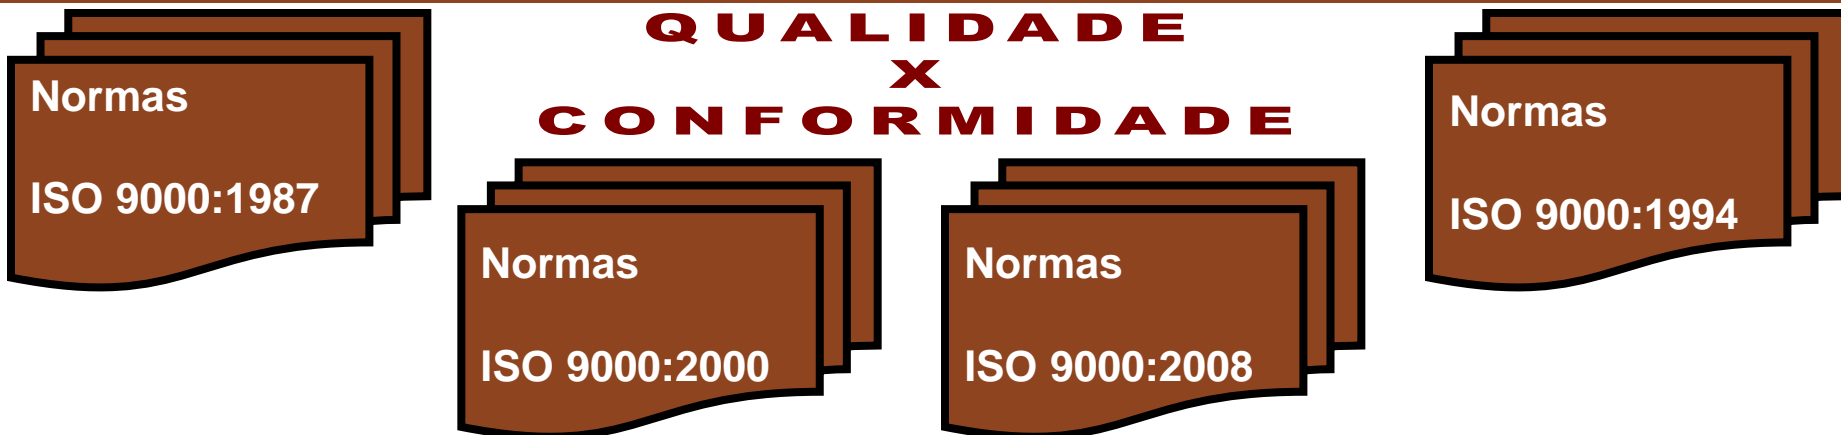 QUALIDADE
X
CONFORMIDADE
Normas
ISO 9000:1987
Normas
ISO 9000:2000
Normas
ISO 9000:2008
Normas
ISO 9000:1994